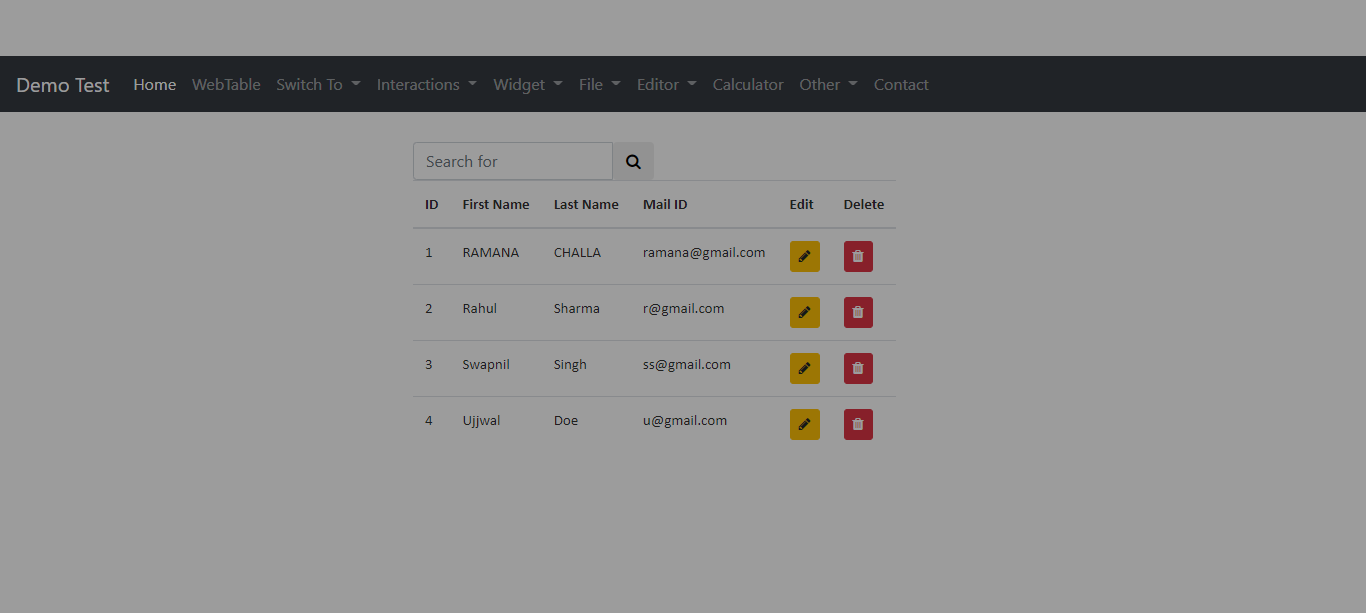 Demo Test Home WebTable Switch To Interactions Widget File Editor Calculator Other Contact
Search for
ID First Name Last Name Mail ID Edit Delete
1 RAMANA CHALLA ramana@gmail.com
2 Rahul Sharma r@gmail.com
3 Swapnil Singh ss@gmail.com
4 Ujjwal Doe u@gmail.com